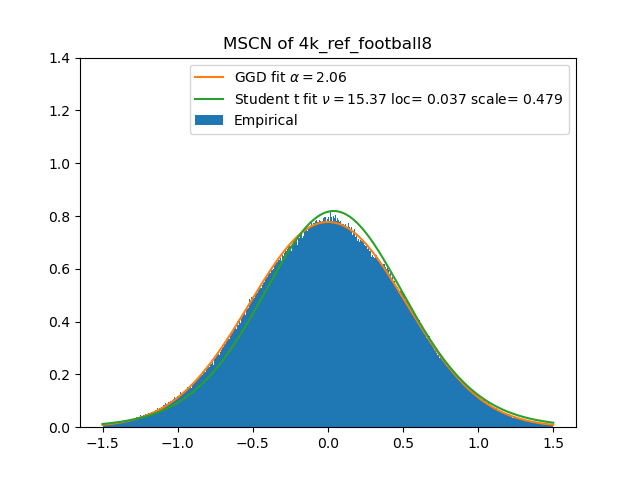 MSCN of 4k_ref_football8
GGD fit α = 2.06
Student t fit ν = 15.37 loc= 0.037 scale= 0.479
Empirical
1.4
1.2
1.0
0.8
0.6
0.4
0.2
0.0
−1.5 −1.0 −0.5 0.0 0.5 1.0 1.5